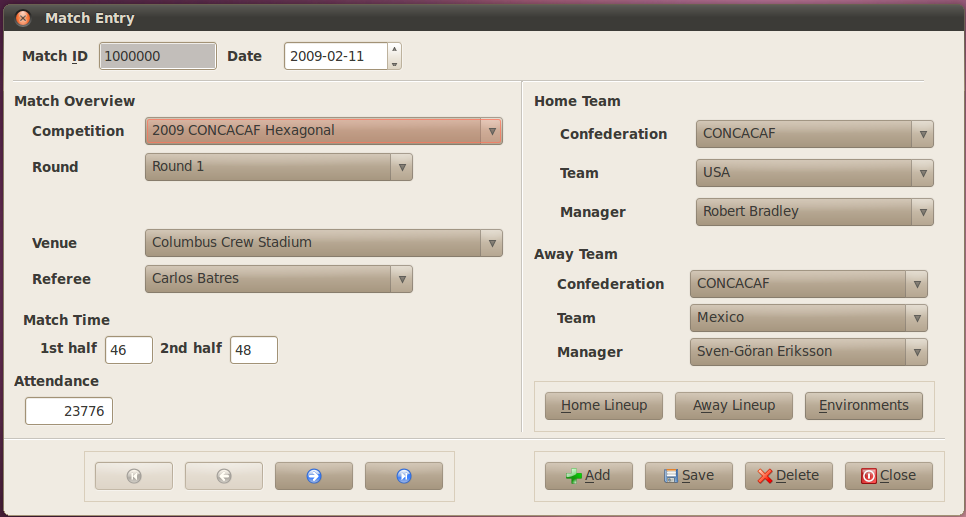 Match Entry
Match ID 1000000 Date 2009-02-11
Match Overview
Competition 2009 CONCACAF Hexagonal
Round Round 1
Venue Columbus Crew Stadium
Referee Carlos Batres
Match Time
1st half 46 2nd half 48
Attendance
23776
Home Team
Confederation CONCACAF
Team USA
Manager Robert Bradley
Away Team
Confederation CONCACAF
Team Mexico
Manager Sven-Göran Eriksson
Home Lineup Away Lineup Environments
Add Save Delete Close